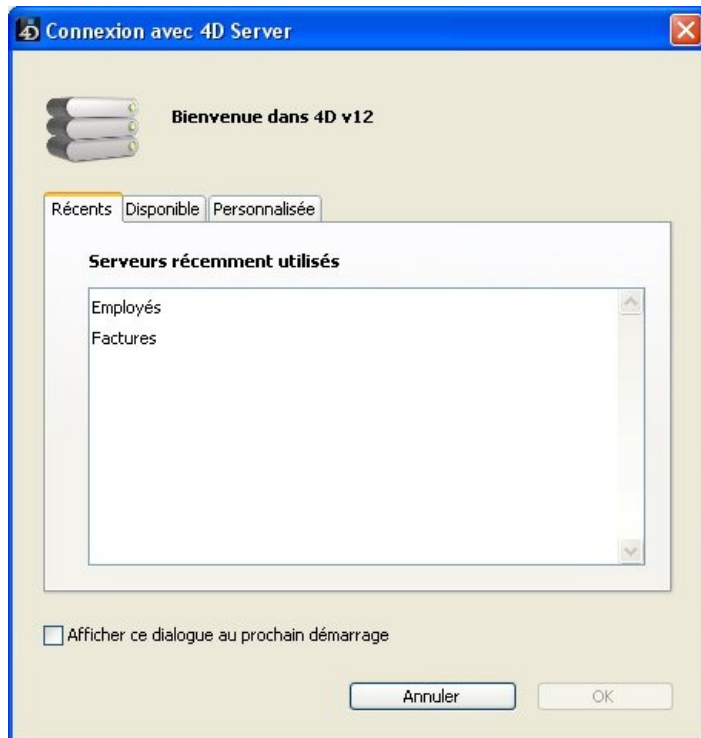 4D Connexion avec 4D Server
Bienvenue dans 4D v12
Récents Disponible Personnalisée
Serveurs récemment utilisés
Employés
Factures
Afficher ce dialogue au prochain démarrage
Annuler OK